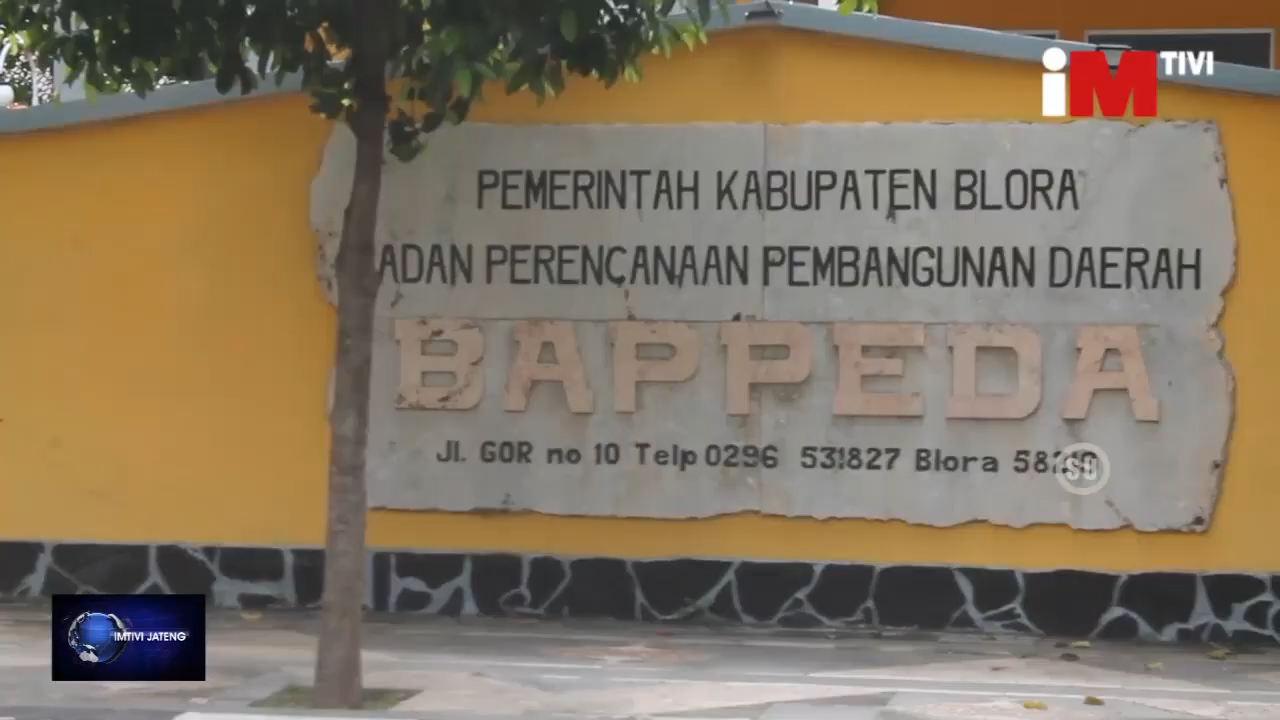 iM TIVI
PEMERINTAH KABUPATEN BLORA
ADAN PERENCANAAN PEMBANGUNAN DAERAH
BAPPEDA
Jl. GOR no 10 Telp 0296 531827 Blora
IMTIVI JATENG